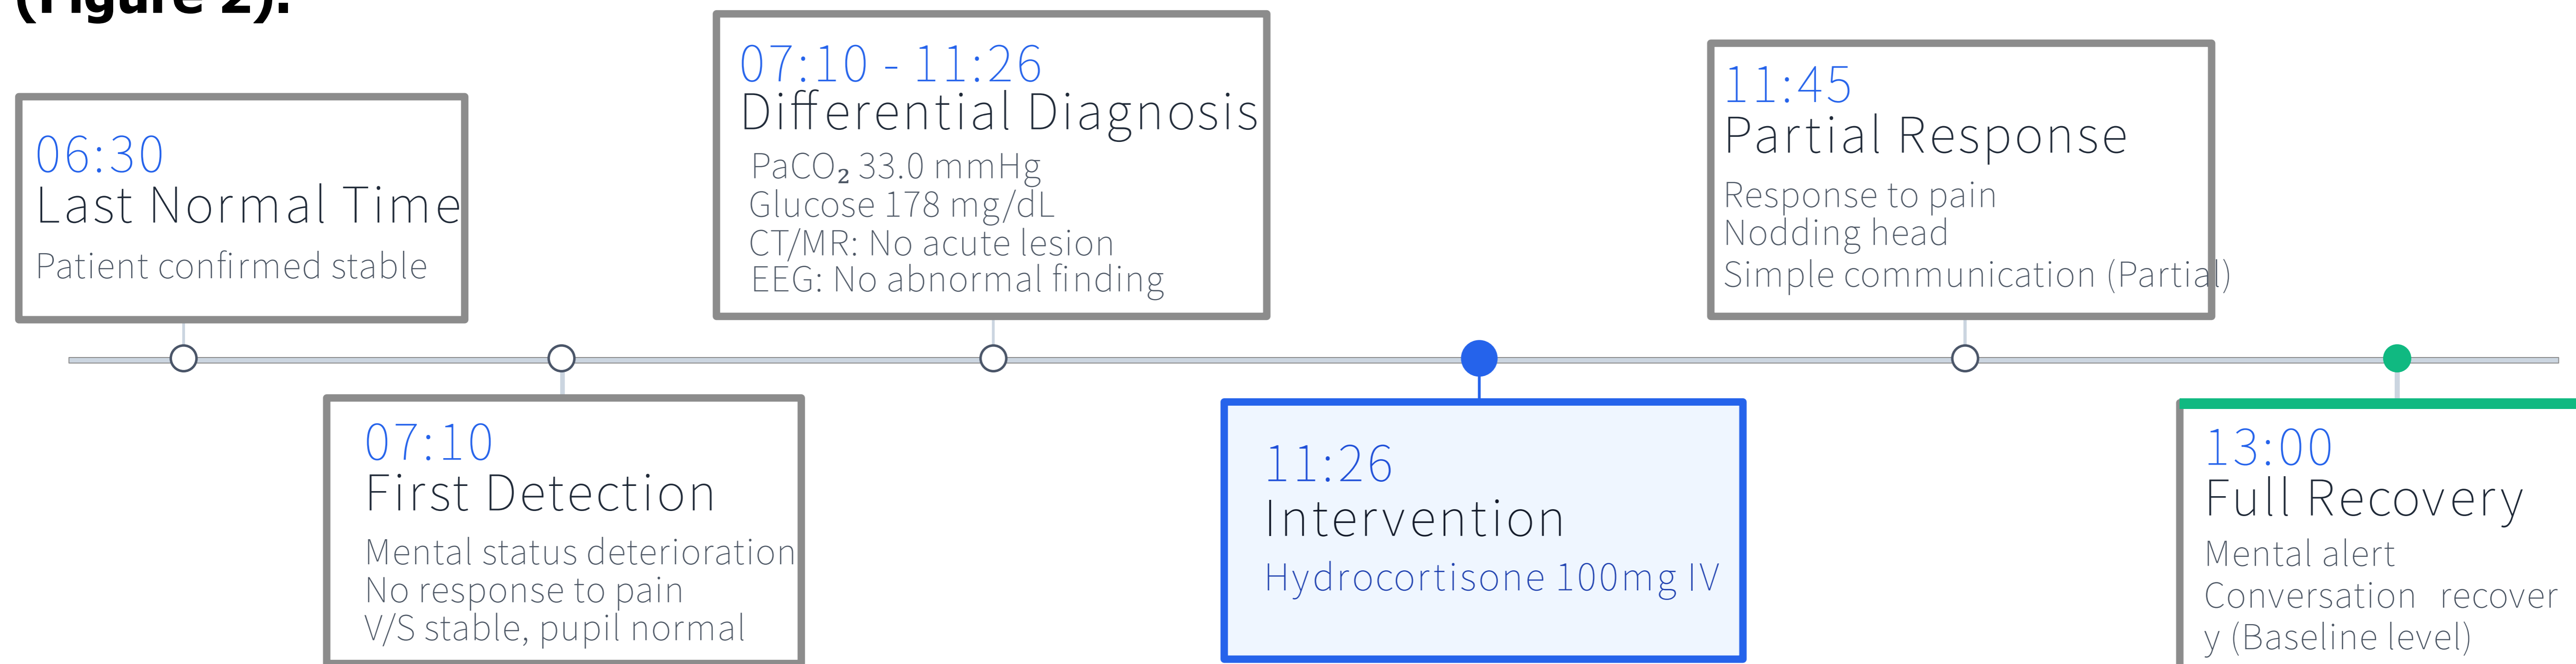 (Figure 2).
06:30
Last Normal Time
Patient confirmed stable
07:10
First Detection
Mental status deterioration
No response to pain
V/S stable, pupil normal
07:10 - 11:26
Differential Diagnosis
PaCO₂ 33.0 mmHg
Glucose 178 mg/dL
CT/MR: No acute lesion
EEG: No abnormal finding
11:26
Intervention
Hydrocortisone 100mg IV
11:45
Partial Response
Response to pain
Nodding head
Simple communication (Partial)
13:00
Full Recovery
Mental alert
Conversation recover
y (Baseline level)